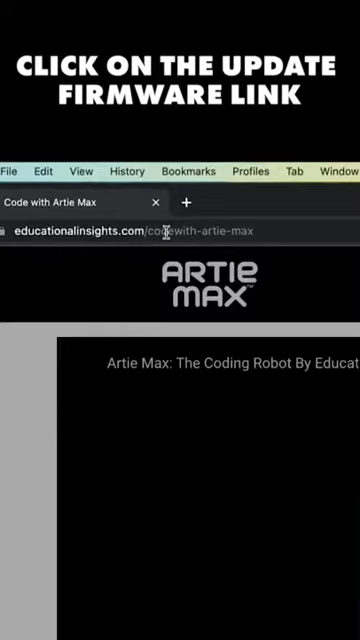 CLICK ON THE UPDATE
FIRMWARE LINK
File Edit View History Bookmarks Profiles Tab Window
Code with Artie Max
educationalinsights.com/codewith-artie-max
ARTIE
MAX™
Artie Max: The Coding Robot By Educat